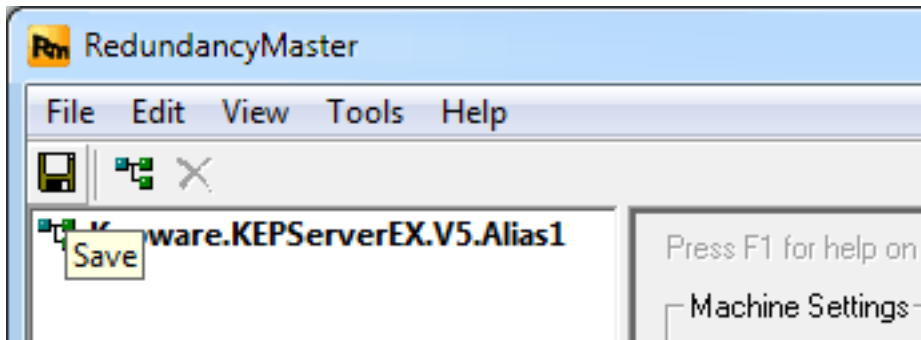 Rm RedundancyMaster
File Edit View Tools Help
ware.KEPServerEX.V5.Alias1
Save
Press F1 for help on
Machine Settings